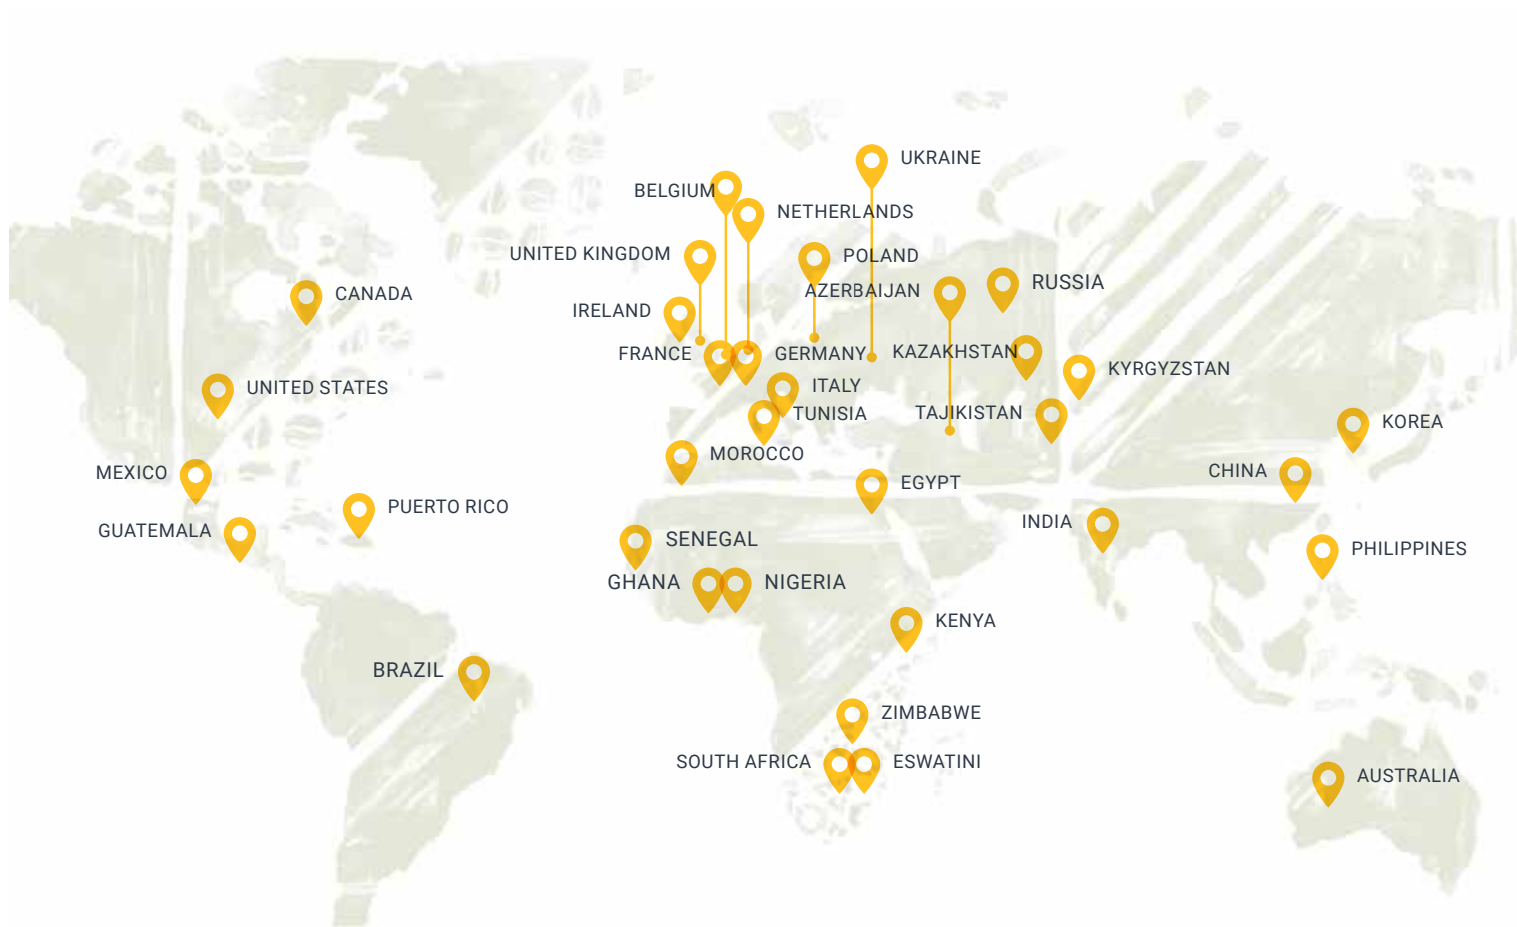 UKRAINE
BELGIUM
NETHERLANDS
UNITED KINGDOM
POLAND
RUSSIA
AZERBAIJAN
CANADA
IRELAND
FRANCE
GERMANY
KAZAKHSTAN
KYRGYZSTAN
UNITED STATES
ITALY
TUNISIA
TAJIKISTAN
KOREA
MOROCCO
CHINA
MEXICO
EGYPT
PUERTO RICO
INDIA
GUATEMALA
SENEGAL
PHILIPPINES
GHANA
NIGERIA
KENYA
BRAZIL
ZIMBABWE
SOUTH AFRICA
ESWATINI
AUSTRALIA